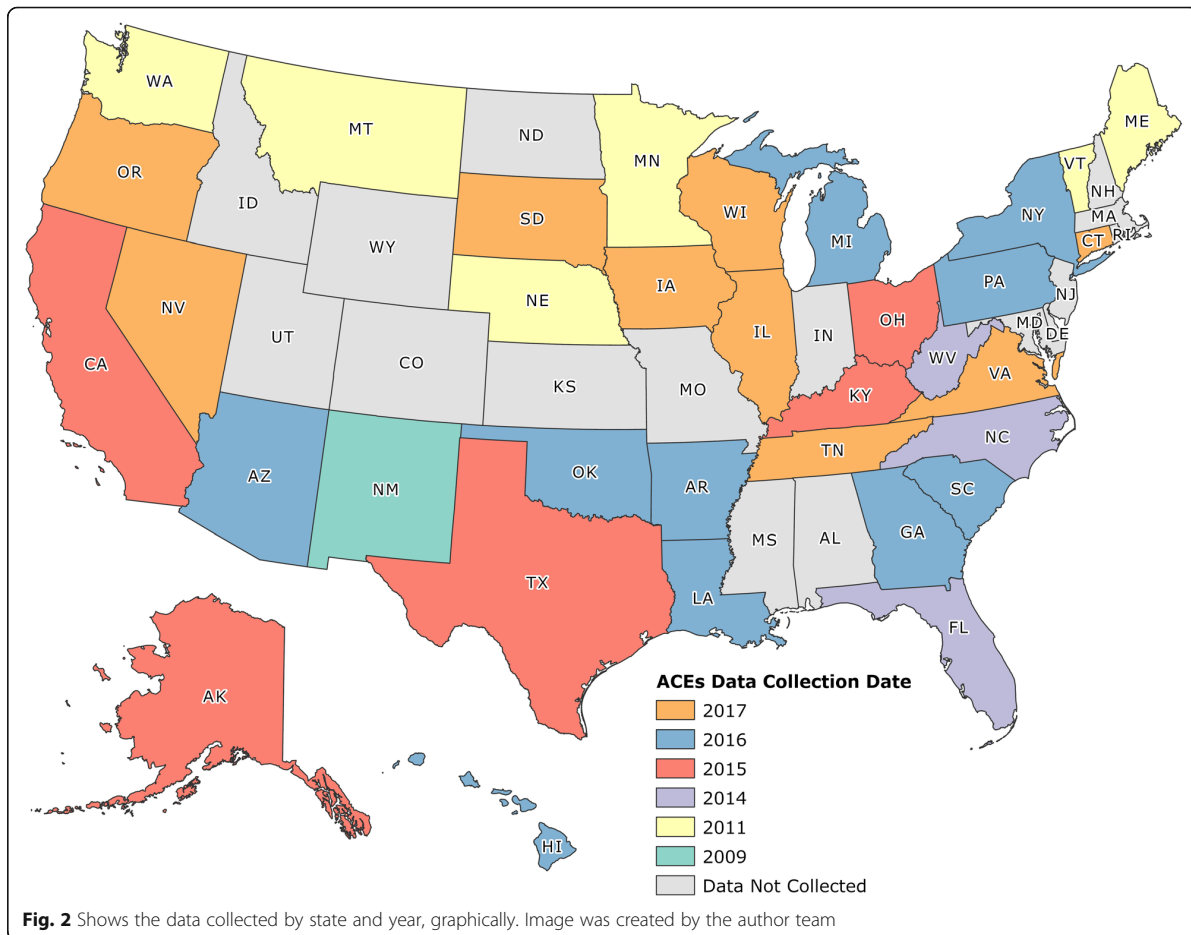 WA
MT
ND
MN
ME
VT
NH
OR
ID
SD
WI
NY
MA
WY
MI
CT
RI
NE
IA
PA
NV
NJ
UT
IL
IN
OH
MD
DE
CA
CO
WV
KS
MO
KY
VA
TN
NC
AZ
OK
NM
AR
SC
GA
MS
AL
TX
LA
FL
AK
HI
ACEs Data Collection Date
2017
2016
2015
2014
2011
2009
Data Not Collected
Fig. 2 Shows the data collected by state and year, graphically. Image was created by the author team